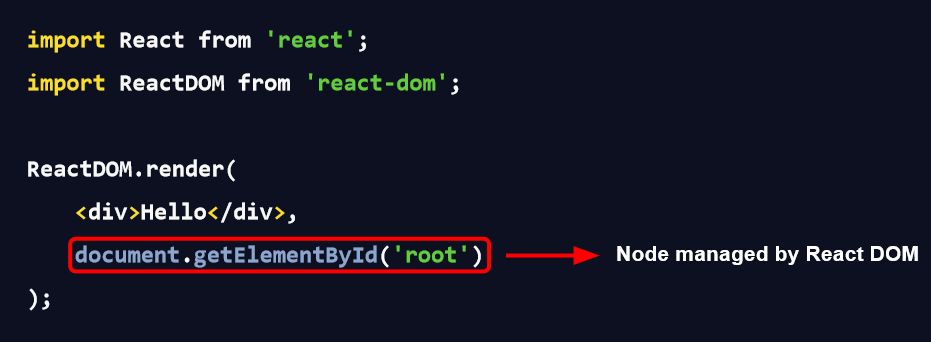 import React from 'react';
import ReactDOM from 'react-dom';
ReactDOM.render(
<div>Hello</div>,
document.getElementById('root')
Node managed by React DOM
);